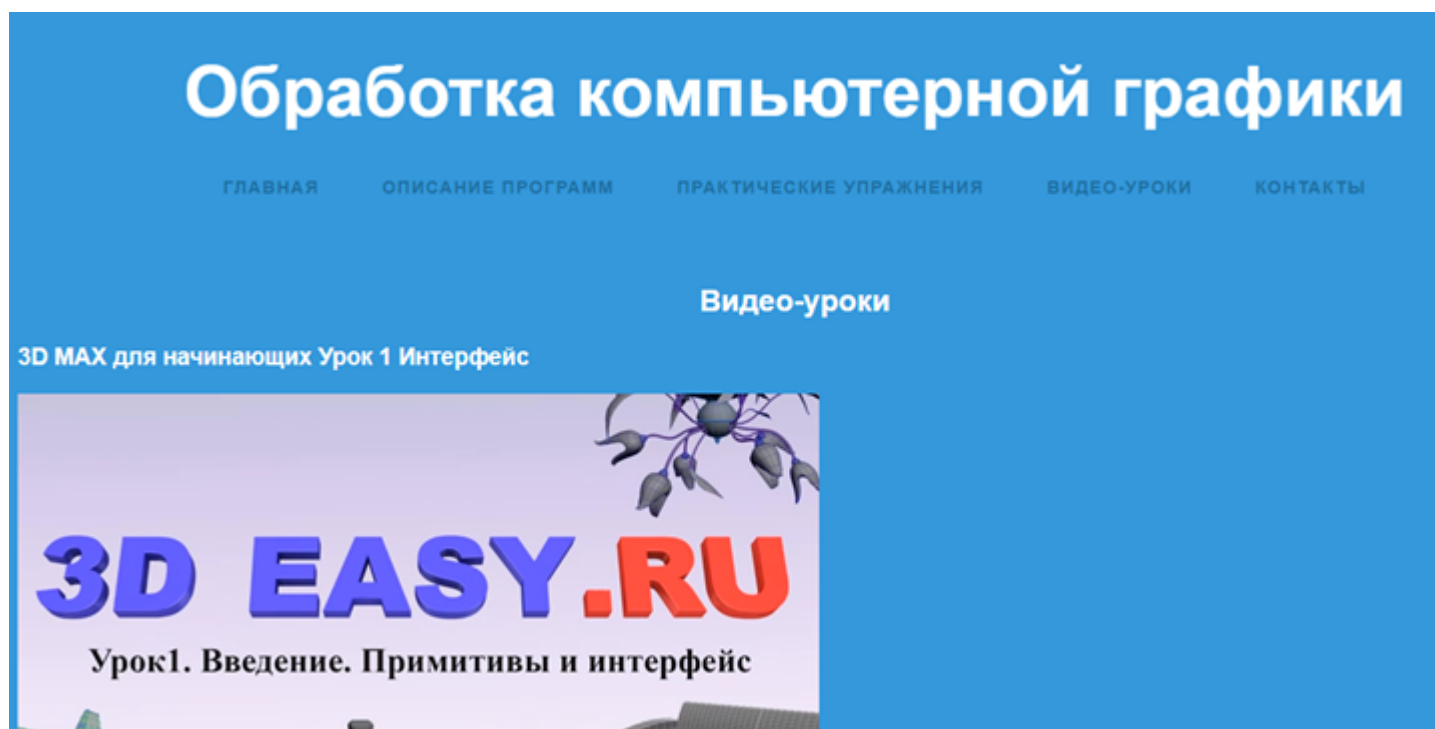 Обработка компьютерной графики
ГЛАВНАЯ ОПИСАНИЕ ПРОГРАММ ПРАКТИЧЕСКИЕ УПРАЖНЕНИЯ ВИДЕО-УРОКИ КОНТАКТЫ
Видео-уроки
3D MAX для начинающих Урок 1 Интерфейс
3D EASY.RU
Урок1. Введение. Примитивы и интерфейс